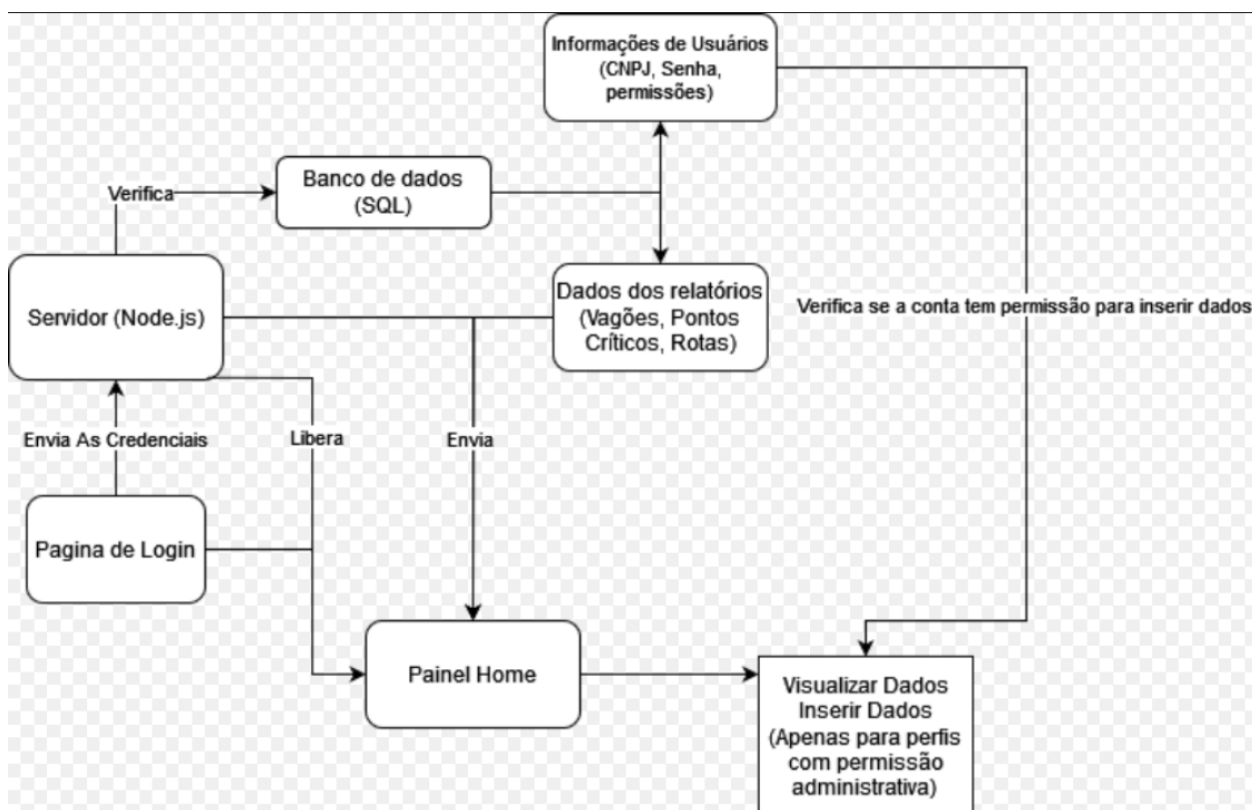 Informações de Usuários
(CNPJ, Senha,
permissões)
Banco de dados
(SQL)
Verifica
Servidor (Node.js)
Dados dos relatórios
(Vagões, Pontos
Críticos, Rotas)
Verifica se a conta tem permissão para inserir dados
Envia As Credenciais
Libera
Envia
Pagina de Login
Painel Home
Visualizar Dados
Inserir Dados
(Apenas para perfis
com permissão
administrativa)